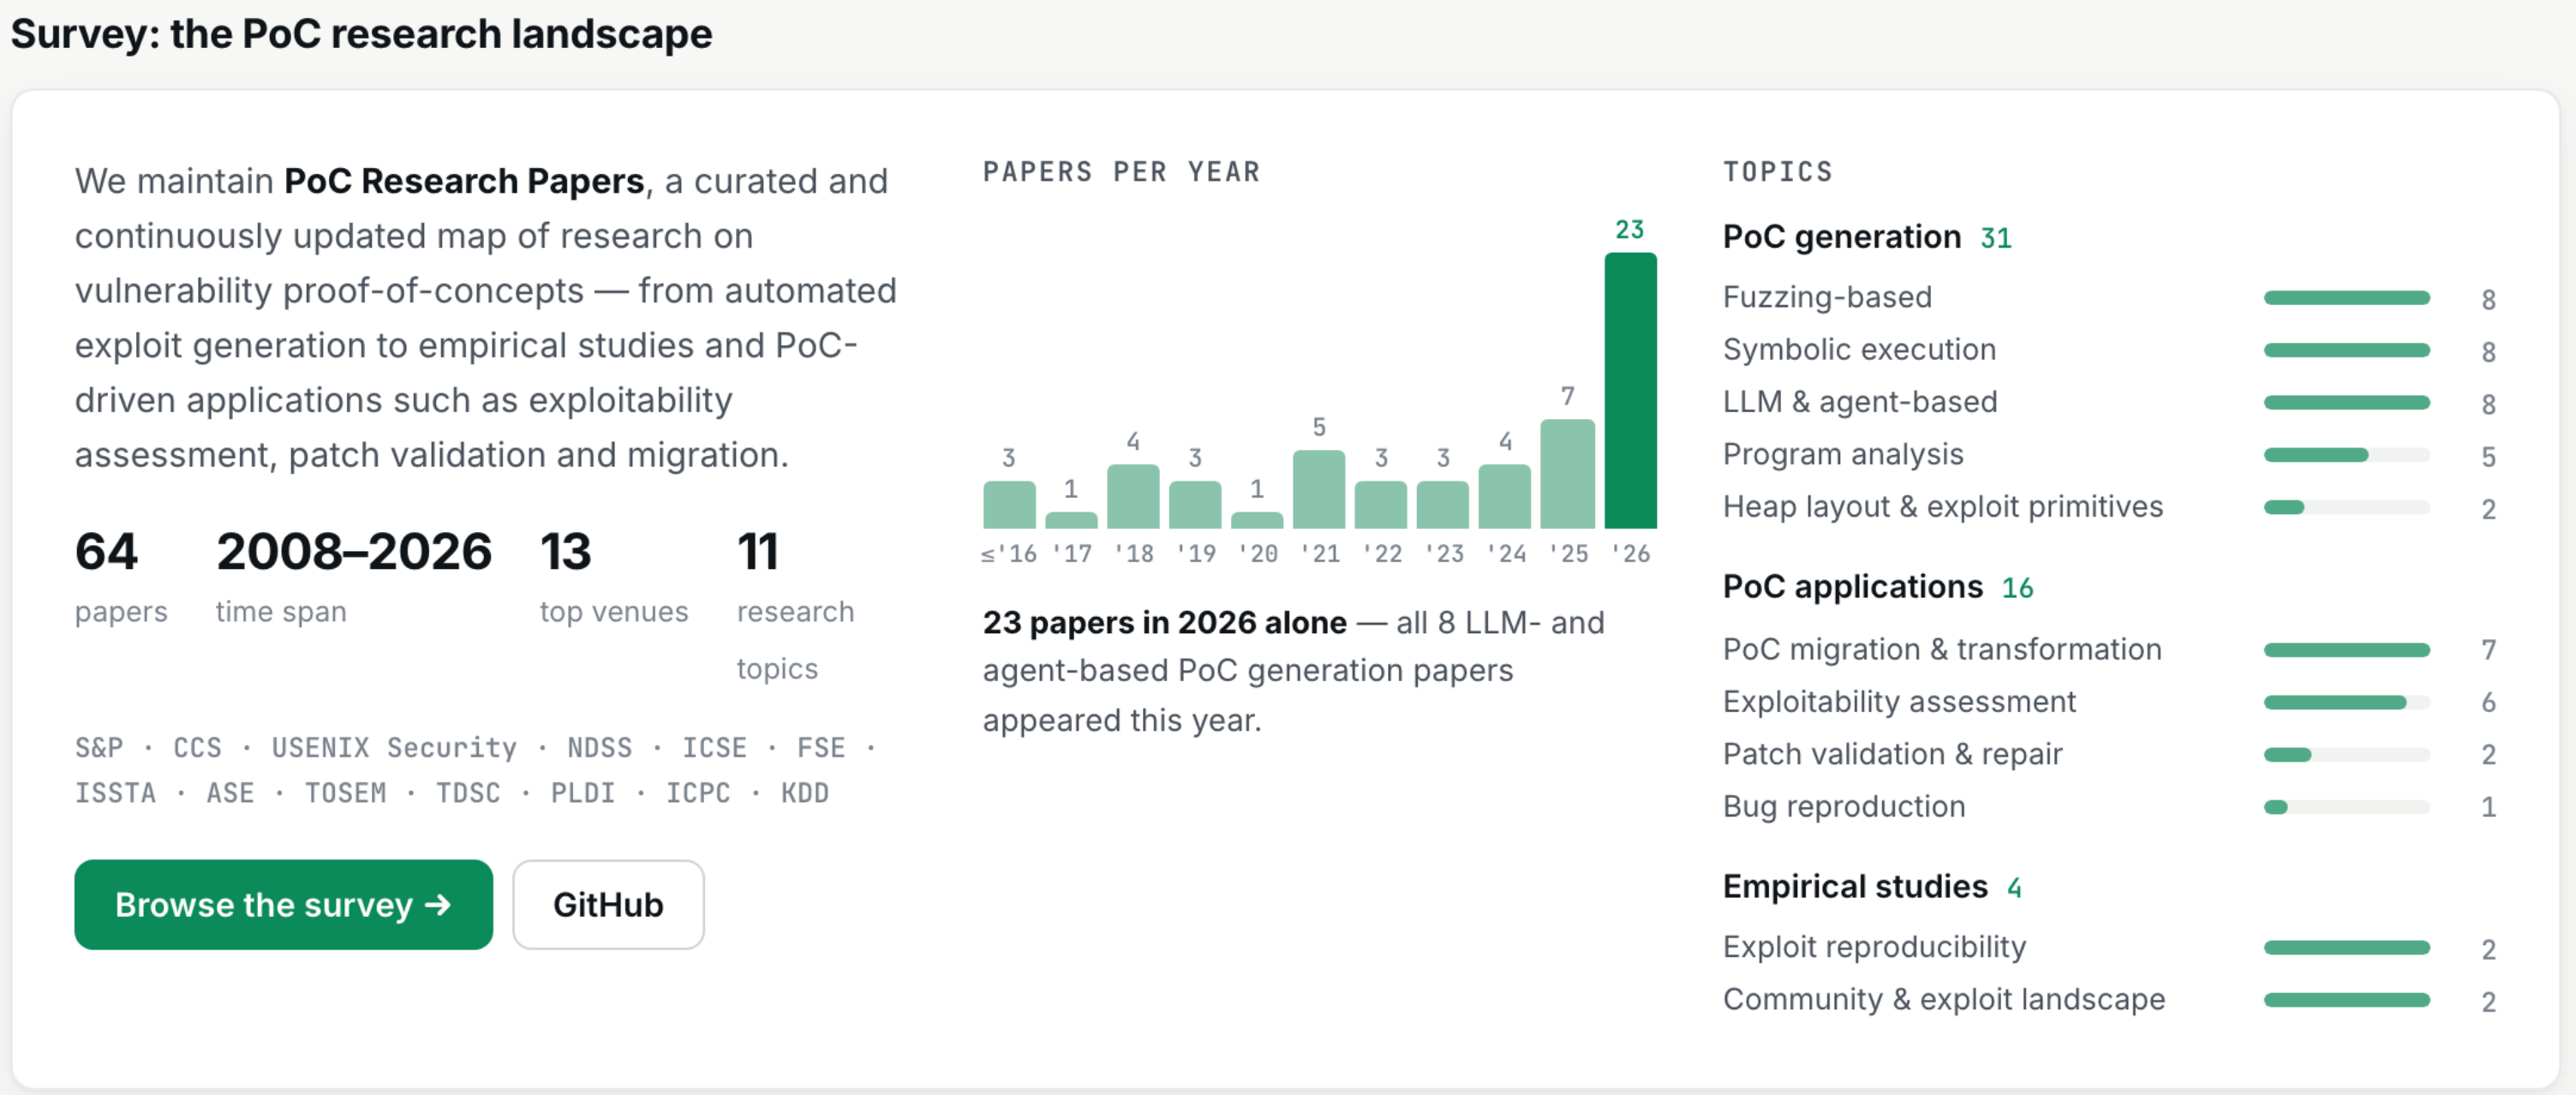 Survey: the PoC research landscape
We maintain PoC Research Papers, a curated and
continuously updated map of research on
vulnerability proof-of-concepts — from automated
exploit generation to empirical studies and PoC-
driven applications such as exploitability
assessment, patch validation and migration.
64 2008–2026 13 11
papers time span top venues research
topics
S&P · CCS · USENIX Security · NDSS · ICSE · FSE ·
ISSTA · ASE · TOSEM · TDSC · PLDI · ICPC · KDD
Browse the survey → GitHub
PAPERS PER YEAR
3 1 4 3 1 5 3 3 4 7 23
≤'16 '17 '18 '19 '20 '21 '22 '23 '24 '25 '26
23 papers in 2026 alone — all 8 LLM- and
agent-based PoC generation papers
appeared this year.
TOPICS
PoC generation 31
Fuzzing-based 8
Symbolic execution 8
LLM & agent-based 8
Program analysis 5
Heap layout & exploit primitives 2
PoC applications 16
PoC migration & transformation 7
Exploitability assessment 6
Patch validation & repair 2
Bug reproduction 1
Empirical studies 4
Exploit reproducibility 2
Community & exploit landscape 2